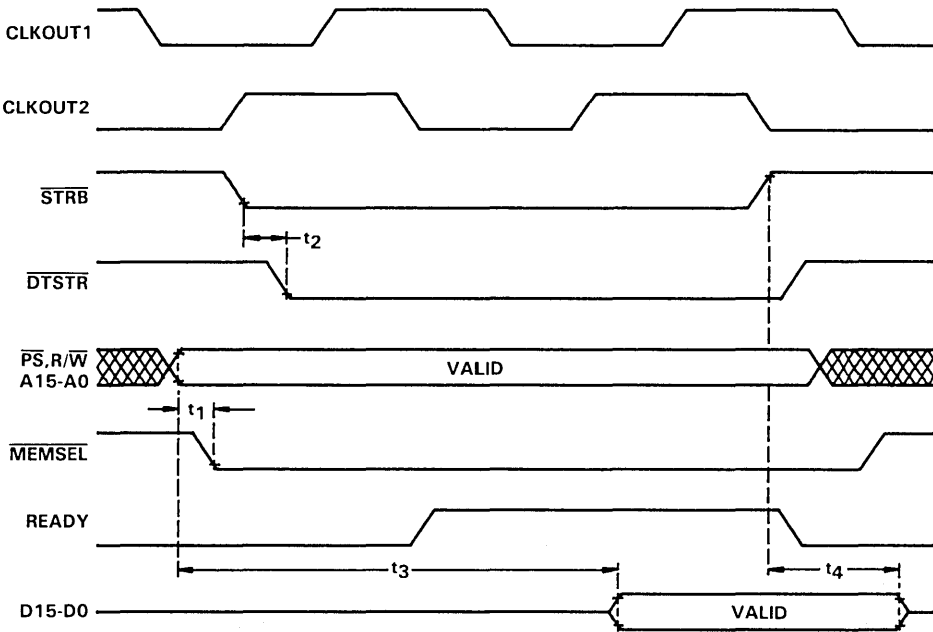 CLKOUT1
CLKOUT2
STRB
t2
DTSTR
PS,R/W
A15-A0
VALID
t1
MEMSEL
READY
t3
t4
D15-D0
VALID